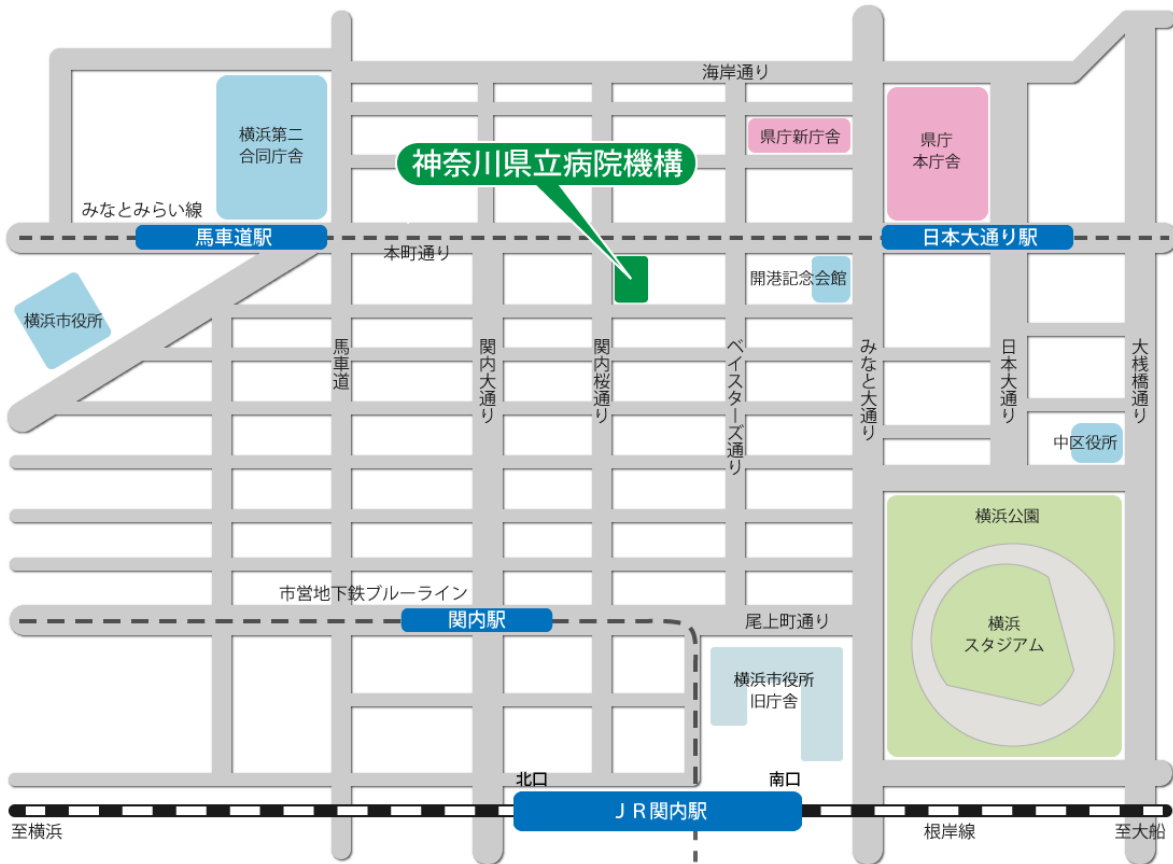 海岸通り
横浜第二
合同庁舎
県庁新庁舎
県庁
本庁舎
神奈川県立病院機構
みなとみらい線
馬車道駅
日本大通り駅
本町通り
開港記念会館
横浜市役所
馬車道
関内大通り
関内桜通り
ベイスターズ通り
みなと大通り
日本大通り
大桟橋通り
中区役所
横浜公園
市営地下鉄ブルーライン
関内駅
尾上町通り
横浜
スタジアム
横浜市役所
旧庁舎
北口
南口
ＪＲ関内駅
至横浜
根岸線
至大船